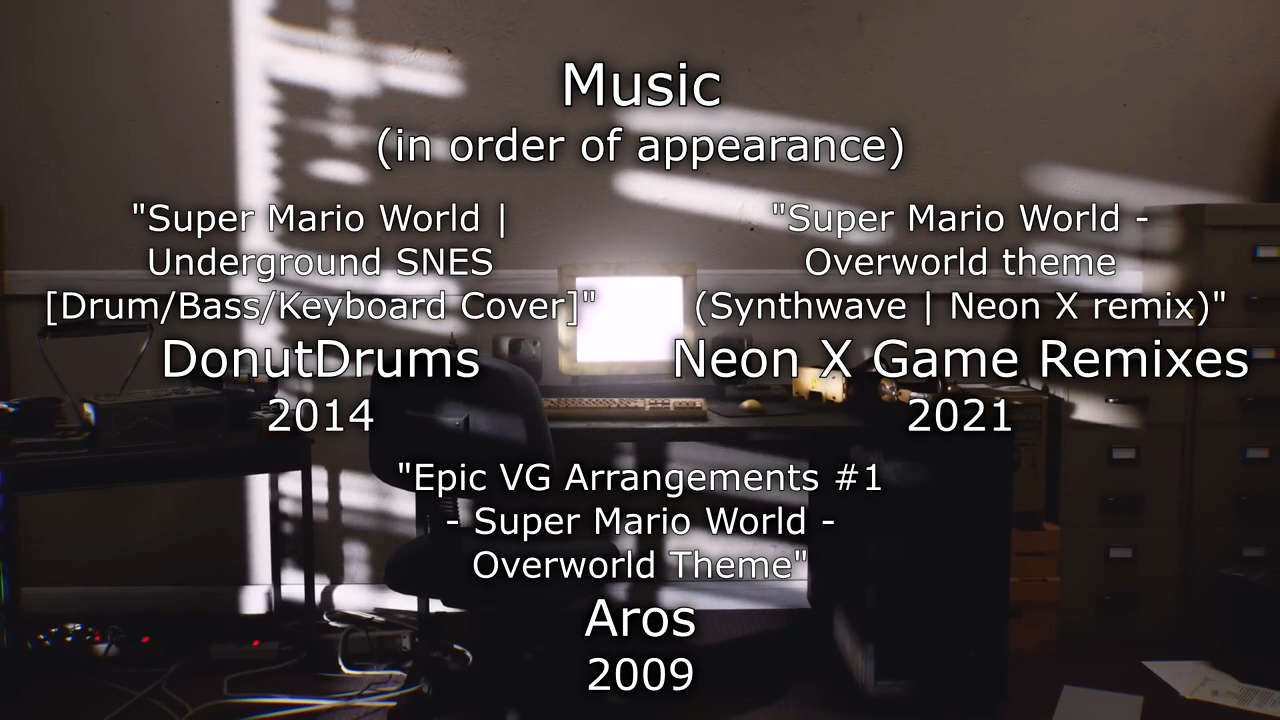 Music
(in order of appearance)
"Super Mario World |
Underground SNES
[Drum/Bass/Keyboard Cover]"
DonutDrums
2014
"Super Mario World -
Overworld theme
(Synthwave | Neon X remix)"
Neon X Game Remixes
2021
"Epic VG Arrangements #1
- Super Mario World -
Overworld Theme"
Aros
2009